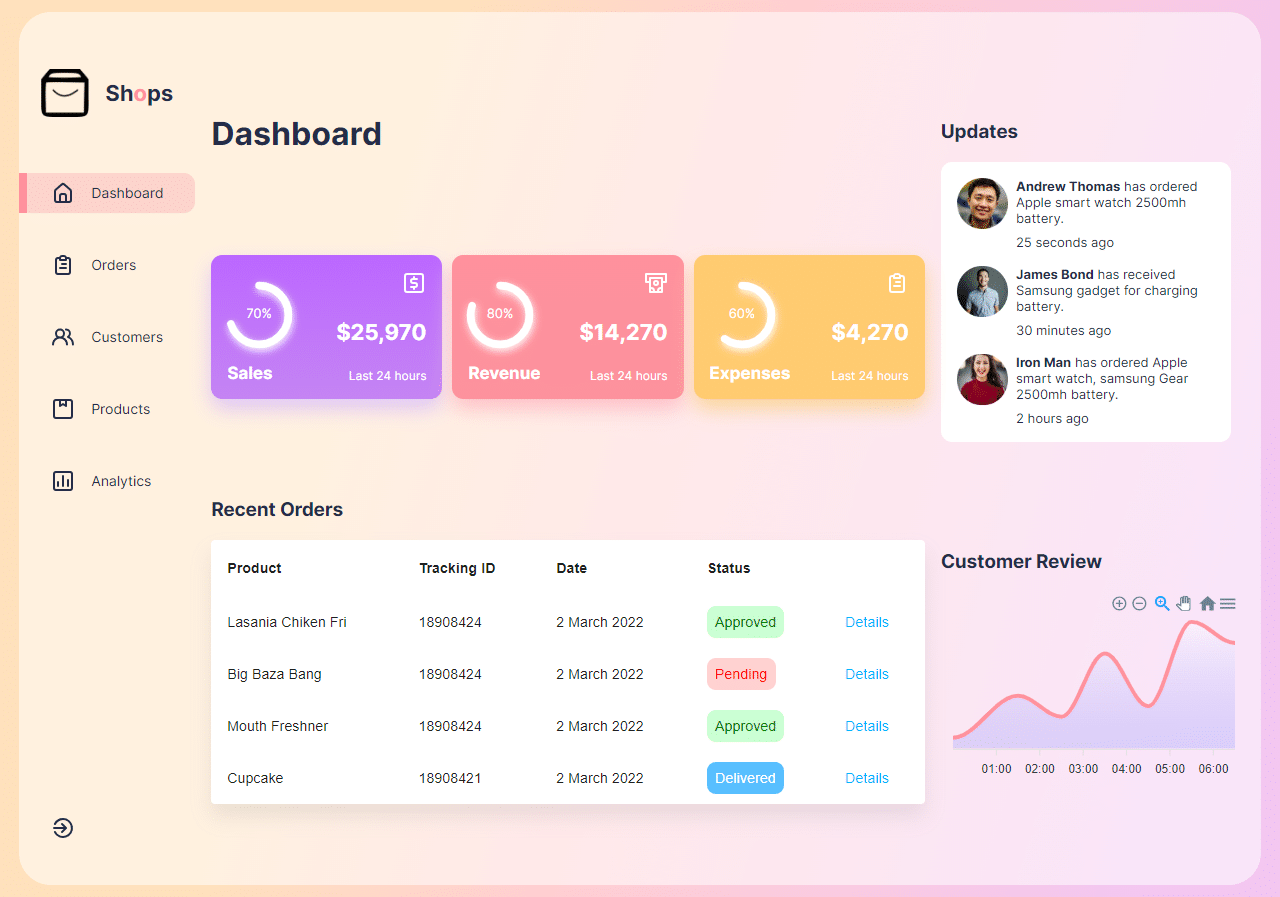 Shops
Dashboard
Orders
Customers
Products
Analytics
Dashboard
70%
$25,970
Sales
Last 24 hours
80%
$14,270
Revenue
Last 24 hours
60%
$4,270
Expenses
Last 24 hours
Recent Orders
Product Tracking ID Date Status
Lasania Chiken Fri 18908424 2 March 2022 Approved Details
Big Baza Bang 18908424 2 March 2022 Pending Details
Mouth Freshner 18908424 2 March 2022 Approved Details
Cupcake 18908421 2 March 2022 Delivered Details
Updates
Andrew Thomas has ordered
Apple smart watch 2500mh
battery.
25 seconds ago
James Bond has received
Samsung gadget for charging
battery.
30 minutes ago
Iron Man has ordered Apple
smart watch, samsung Gear
2500mh battery.
2 hours ago
Customer Review
01:00 02:00 03:00 04:00 05:00 06:00